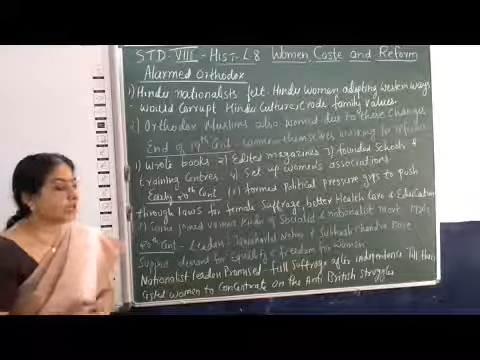 STD-VIII-HIST-L8 Women, Caste and Reform
Alarmed Orthodox
1) Hindu nationalists felt Hindu Women adopting western ways
would Corrupt Hindu Culture, erode family values.
2) Orthodox Muslims also worried due to these changes
End of 19th Cent - women themselves working for reforms
1) Wrote books 2) Edited magazines 3) founded Schools &
training Centres 4) Set up women's associations
Early 20th Cent 1) formed Political pressure grps to push
through laws for female Suffrage, better Health Care & Education
2) joined various kinds of Socialist & nationalist movt 1920s
20th Cent - Leaders Jawaharlal Nehru & Subhash Chandra Bose
Support demand for Equality & freedom for women
Nationalist leaders Promised full Suffrage after independence. Till then
asked women to Concentrate on the Anti British struggles